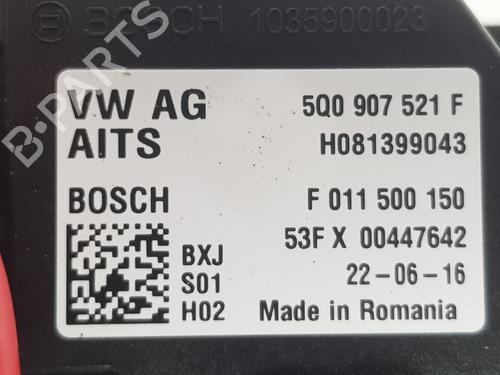 BOSCH 1035900023
VW AG 5Q0 907 521 F
AITS H081399043
BOSCH F 011 500 150
BXJ 53F X 00447642
S01 22-06-16
H02 Made in Romania
B-PARTS